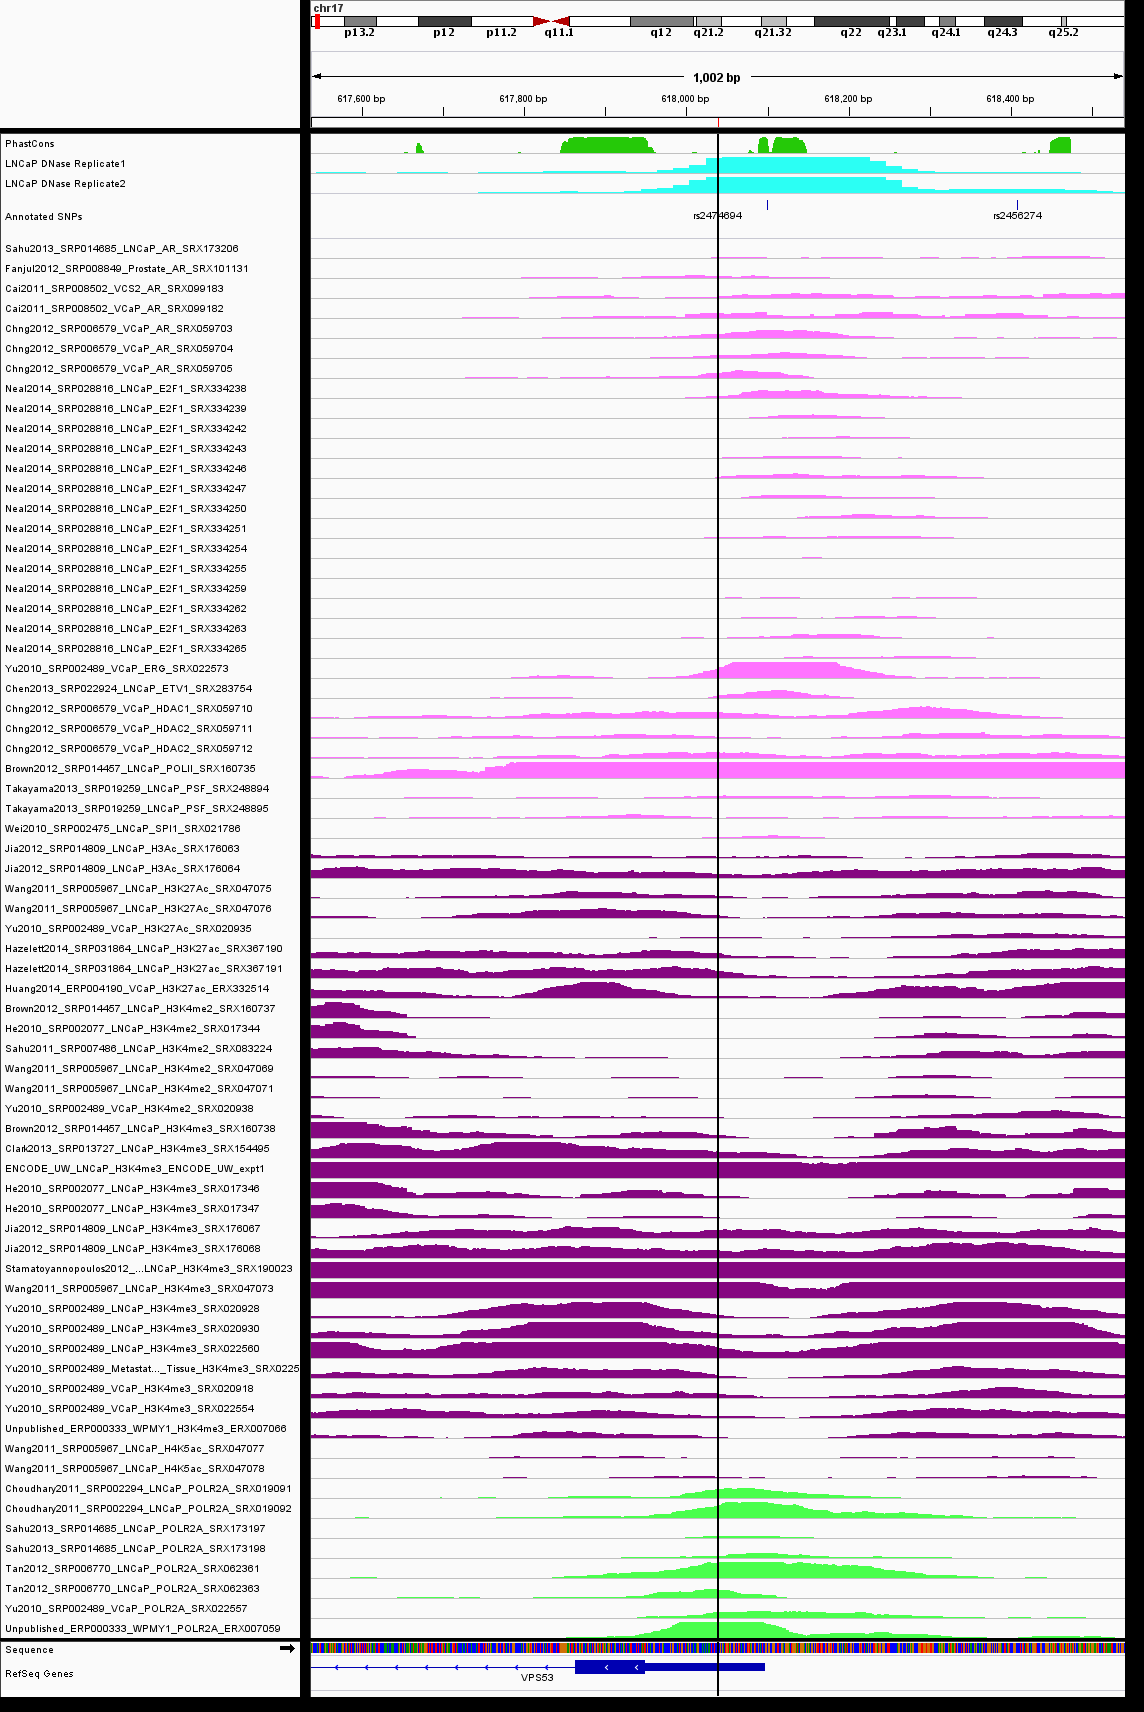 chr17
p13.2 p12 p11.2 q11.1 q12 q21.2 q21.32 q22 q23.1 q24.1 q24.3 q25.2
1,002 bp
617,600 bp 617,800 bp 618,000 bp 618,200 bp 618,400 bp
PhastCons
LNCaP DNase Replicate1
LNCaP DNase Replicate2
Annotated SNPs rs2474694 rs2456274
Sahu2013_SRP014685_LNCaP_AR_SRX173206
Fanjul2012_SRP008849_Prostate_AR_SRX101131
Cai2011_SRP008502_VCS2_AR_SRX099183
Cai2011_SRP008502_VCaP_AR_SRX099182
Chng2012_SRP006579_VCaP_AR_SRX059703
Chng2012_SRP006579_VCaP_AR_SRX059704
Chng2012_SRP006579_VCaP_AR_SRX059705
Neal2014_SRP028816_LNCaP_E2F1_SRX334238
Neal2014_SRP028816_LNCaP_E2F1_SRX334239
Neal2014_SRP028816_LNCaP_E2F1_SRX334242
Neal2014_SRP028816_LNCaP_E2F1_SRX334243
Neal2014_SRP028816_LNCaP_E2F1_SRX334246
Neal2014_SRP028816_LNCaP_E2F1_SRX334247
Neal2014_SRP028816_LNCaP_E2F1_SRX334250
Neal2014_SRP028816_LNCaP_E2F1_SRX334251
Neal2014_SRP028816_LNCaP_E2F1_SRX334254
Neal2014_SRP028816_LNCaP_E2F1_SRX334255
Neal2014_SRP028816_LNCaP_E2F1_SRX334259
Neal2014_SRP028816_LNCaP_E2F1_SRX334262
Neal2014_SRP028816_LNCaP_E2F1_SRX334263
Neal2014_SRP028816_LNCaP_E2F1_SRX334265
Yu2010_SRP002489_VCaP_ERG_SRX022573
Chen2013_SRP022924_LNCaP_ETV1_SRX283754
Chng2012_SRP006579_VCaP_HDAC1_SRX059710
Chng2012_SRP006579_VCaP_HDAC2_SRX059711
Chng2012_SRP006579_VCaP_HDAC2_SRX059712
Brown2012_SRP014457_LNCaP_POLII_SRX160735
Takayama2013_SRP019259_LNCaP_PSF_SRX248894
Takayama2013_SRP019259_LNCaP_PSF_SRX248895
Wei2010_SRP002475_LNCaP_SPI1_SRX021786
Jia2012_SRP014809_LNCaP_H3Ac_SRX176063
Jia2012_SRP014809_LNCaP_H3Ac_SRX176064
Wang2011_SRP005967_LNCaP_H3K27Ac_SRX047075
Wang2011_SRP005967_LNCaP_H3K27Ac_SRX047076
Yu2010_SRP002489_VCaP_H3K27Ac_SRX020935
Hazelett2014_SRP031864_LNCaP_H3K27ac_SRX367190
Hazelett2014_SRP031864_LNCaP_H3K27ac_SRX367191
Huang2014_ERP004190_VCaP_H3K27ac_ERX332514
Brown2012_SRP014457_LNCaP_H3K4me2_SRX160737
He2010_SRP002077_LNCaP_H3K4me2_SRX017344
Sahu2011_SRP007486_LNCaP_H3K4me2_SRX083224
Wang2011_SRP005967_LNCaP_H3K4me2_SRX047069
Wang2011_SRP005967_LNCaP_H3K4me2_SRX047071
Yu2010_SRP002489_VCaP_H3K4me2_SRX020938
Brown2012_SRP014457_LNCaP_H3K4me3_SRX160738
Clark2013_SRP013727_LNCaP_H3K4me3_SRX154495
ENCODE_UW_LNCaP_H3K4me3_ENCODE_UW_expt1
He2010_SRP002077_LNCaP_H3K4me3_SRX017346
He2010_SRP002077_LNCaP_H3K4me3_SRX017347
Jia2012_SRP014809_LNCaP_H3K4me3_SRX176067
Jia2012_SRP014809_LNCaP_H3K4me3_SRX176068
Stamatoyannopoulos2012_...LNCaP_H3K4me3_SRX190023
Wang2011_SRP005967_LNCaP_H3K4me3_SRX047073
Yu2010_SRP002489_LNCaP_H3K4me3_SRX020928
Yu2010_SRP002489_LNCaP_H3K4me3_SRX020930
Yu2010_SRP002489_LNCaP_H3K4me3_SRX022560
Yu2010_SRP002489_Metastat..._Tissue_H3K4me3_SRX0225
Yu2010_SRP002489_VCaP_H3K4me3_SRX020918
Yu2010_SRP002489_VCaP_H3K4me3_SRX022554
Unpublished_ERP000333_WPMY1_H3K4me3_ERX007066
Wang2011_SRP005967_LNCaP_H4K5ac_SRX047077
Wang2011_SRP005967_LNCaP_H4K5ac_SRX047078
Choudhary2011_SRP002294_LNCaP_POLR2A_SRX019091
Choudhary2011_SRP002294_LNCaP_POLR2A_SRX019092
Sahu2013_SRP014685_LNCaP_POLR2A_SRX173197
Sahu2013_SRP014685_LNCaP_POLR2A_SRX173198
Tan2012_SRP006770_LNCaP_POLR2A_SRX062361
Tan2012_SRP006770_LNCaP_POLR2A_SRX062363
Yu2010_SRP002489_VCaP_POLR2A_SRX022557
Unpublished_ERP000333_WPMY1_POLR2A_ERX007059
Sequence
RefSeq Genes
VPS53